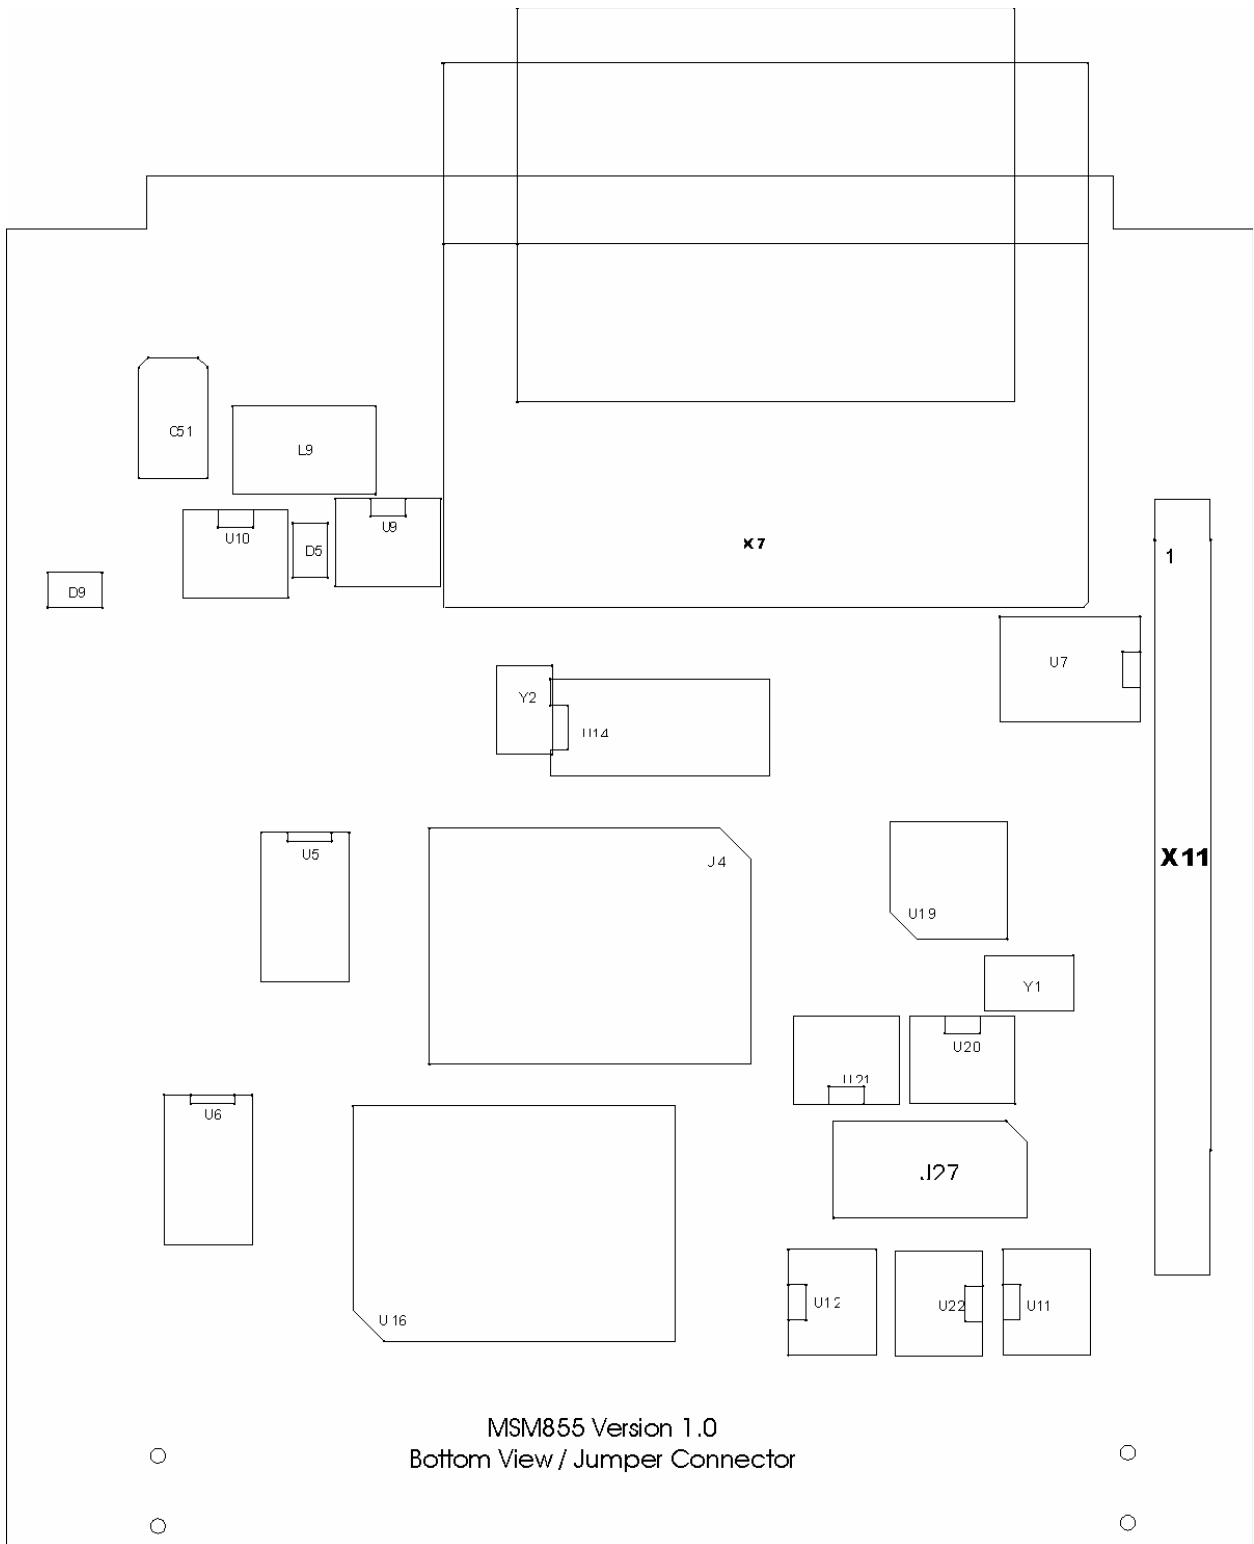 C51
L9
U9
U10
D5
X7
1
D9
U7
Y2
U14
U5
J4
X11
U19
Y1
U20
U21
U6
J27
U12
U22
U11
U16
MSM855 Version 1.0
Bottom View / Jumper Connector